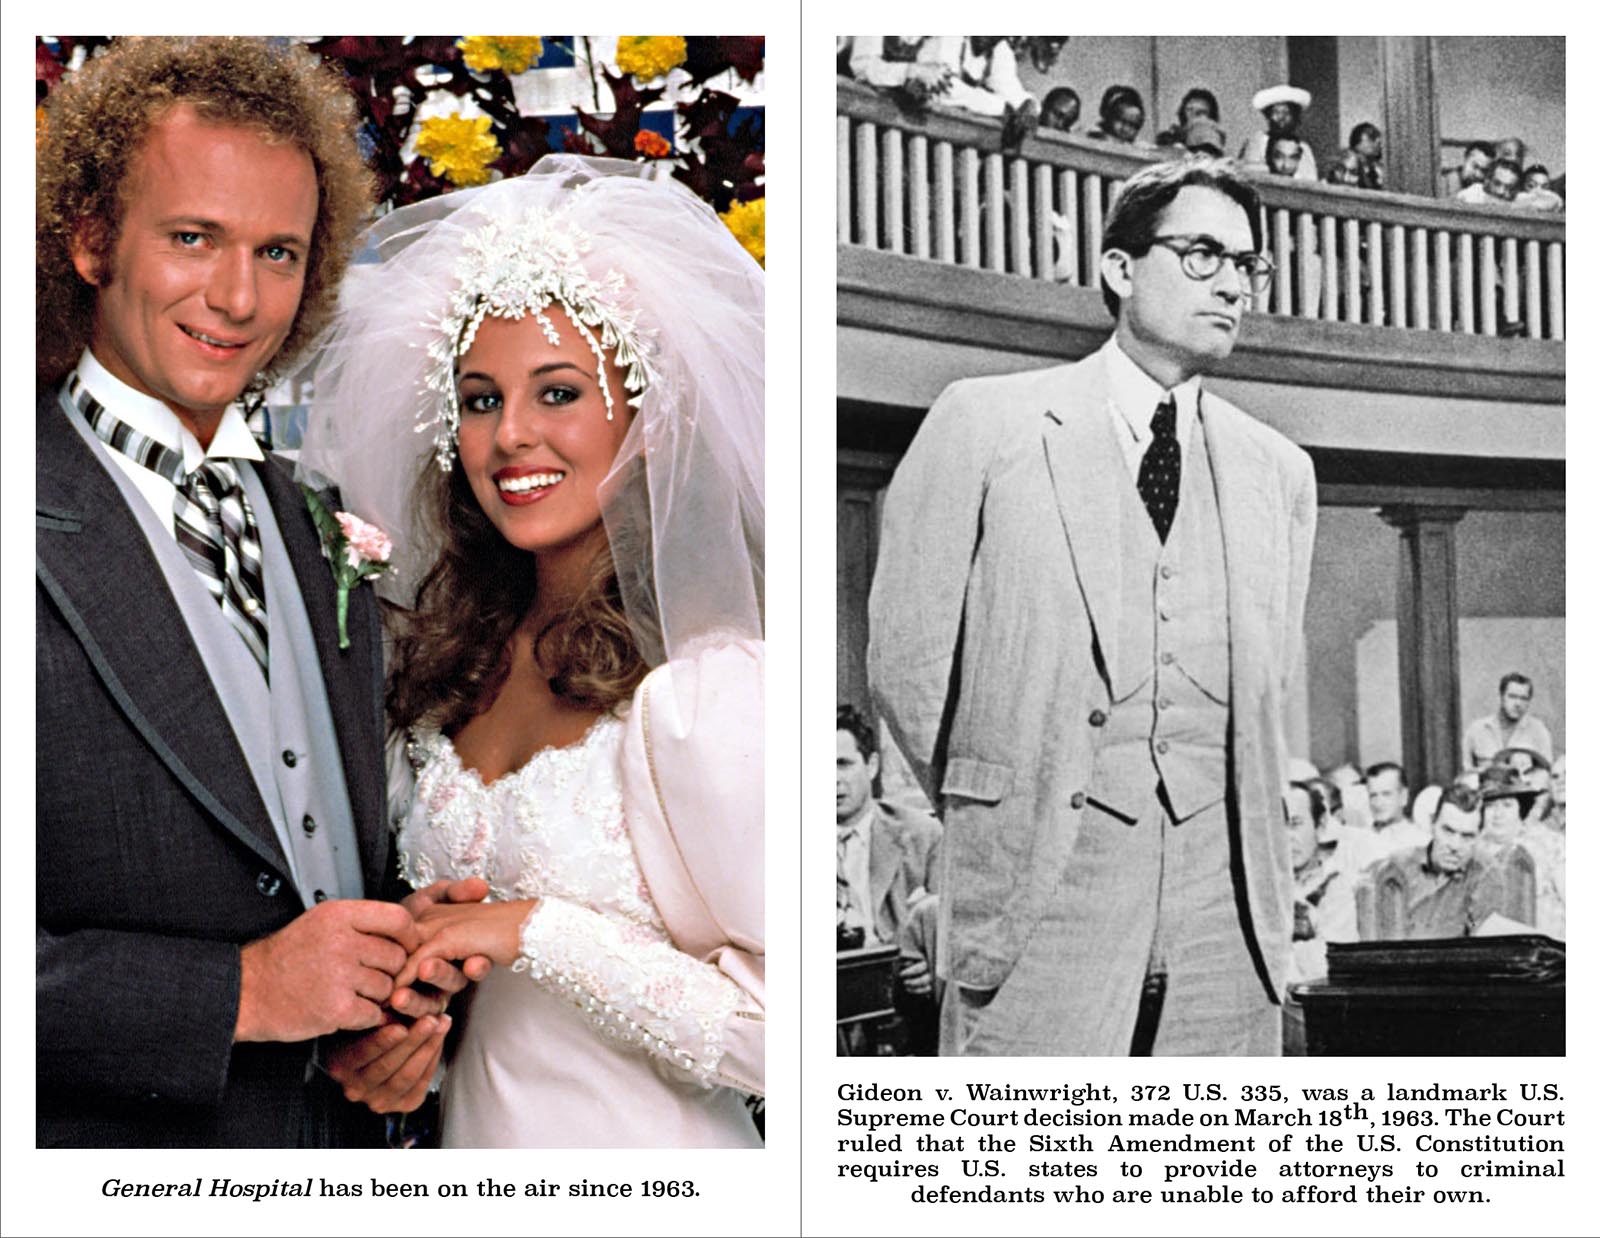 General Hospital has been on the air since 1963.
Gideon v. Wainwright, 372 U.S. 335, was a landmark U.S.
Supreme Court decision made on March 18th, 1963. The Court
ruled that the Sixth Amendment of the U.S. Constitution
requires U.S. states to provide attorneys to criminal
defendants who are unable to afford their own.